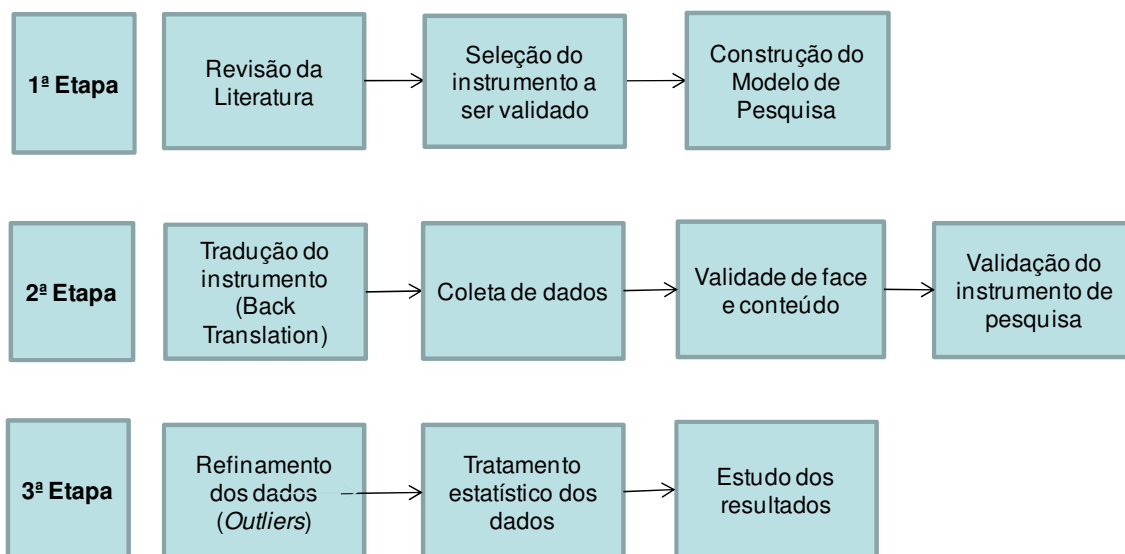 1ª Etapa
Revisão da
Literatura
Seleção do
instrumento a
ser validado
Construção do
Modelo de
Pesquisa
2ª Etapa
Tradução do
instrumento
(Back
Translation)
Coleta de dados
Validade de face
e conteúdo
Validação do
instrumento de
pesquisa
3ª Etapa
Refinamento
dos dados
(Outliers)
Tratamento
estatístico dos
dados
Estudo dos
resultados